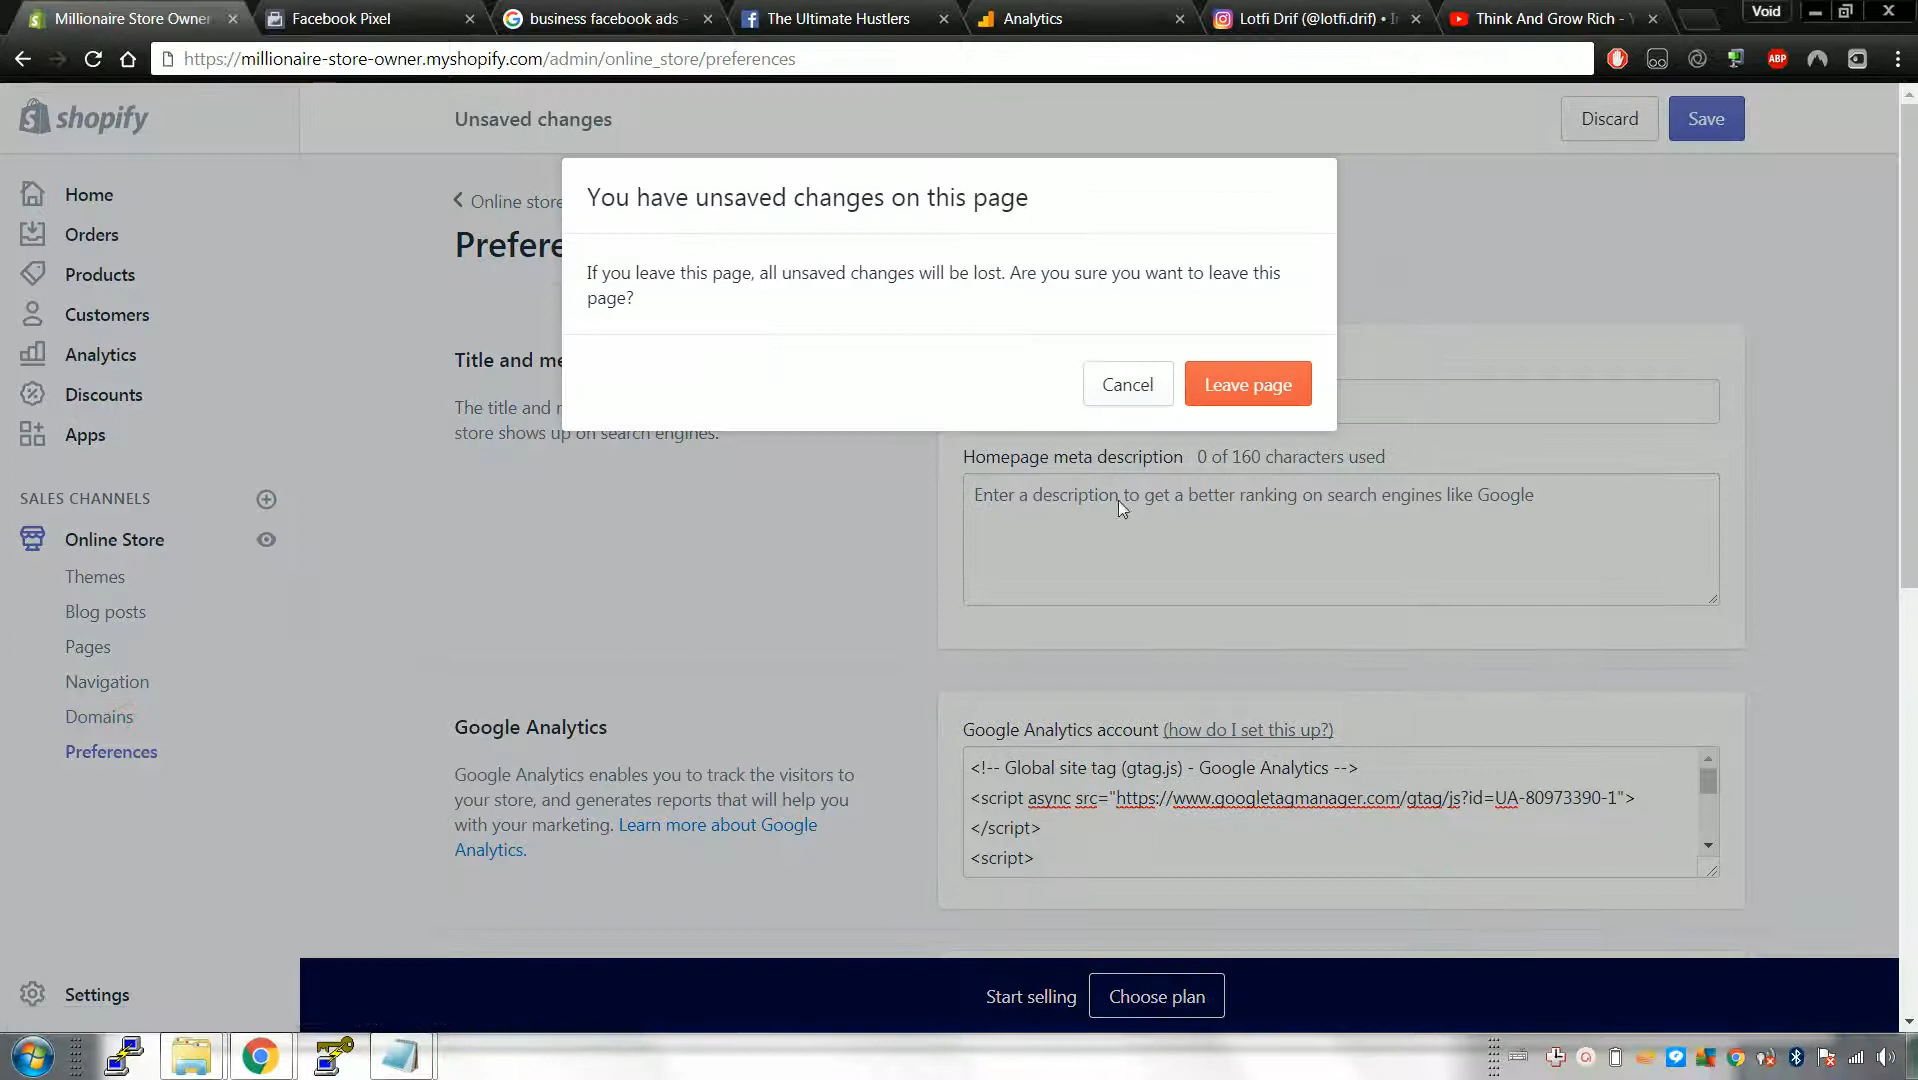 Millionaire Store Owner
Facebook Pixel
business facebook ads -
The Ultimate Hustlers
Analytics
Lotfi Drif (@lotfi.drif) • I
Think And Grow Rich -
Void
https://millionaire-store-owner.myshopify.com/admin/online_store/preferences
ABP
shopify
Unsaved changes
Discard
Save
Home
Orders
Products
Customers
Analytics
Discounts
Apps
SALES CHANNELS
Online Store
Themes
Blog posts
Pages
Navigation
Domains
Preferences
Settings
Online store
Prefere
You have unsaved changes on this page
If you leave this page, all unsaved changes will be lost. Are you sure you want to leave this
page?
Cancel
Leave page
Title and me
The title and
store shows up on search engines.
Homepage meta description 0 of 160 characters used
Enter a description to get a better ranking on search engines like Google
Google Analytics
Google Analytics enables you to track the visitors to
your store, and generates reports that will help you
with your marketing. Learn more about Google
Analytics.
Google Analytics account (how do I set this up?)
<!-- Global site tag (gtag.js) - Google Analytics -->
<script async src="https://www.googletagmanager.com/gtag/js?id=UA-80973390-1">
</script>
<script>
Start selling
Choose plan